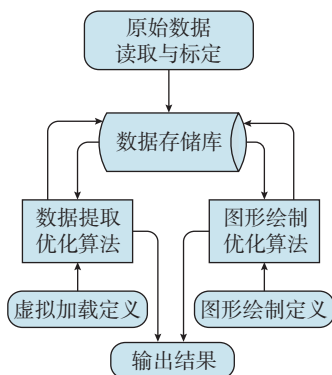 原始数据
读取与标定
数据存储库
数据提取
优化算法
图形绘制
优化算法
虚拟加载定义
图形绘制定义
输出结果